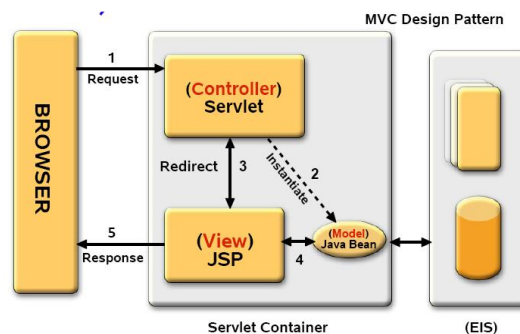 MVC Design Pattern
BROWSER
1
Request
(Controller)
Servlet
Redirect
3
2
Instantiate
(View)
JSP
(Model)
Java Bean
4
5
Response
Servlet Container
(EIS)